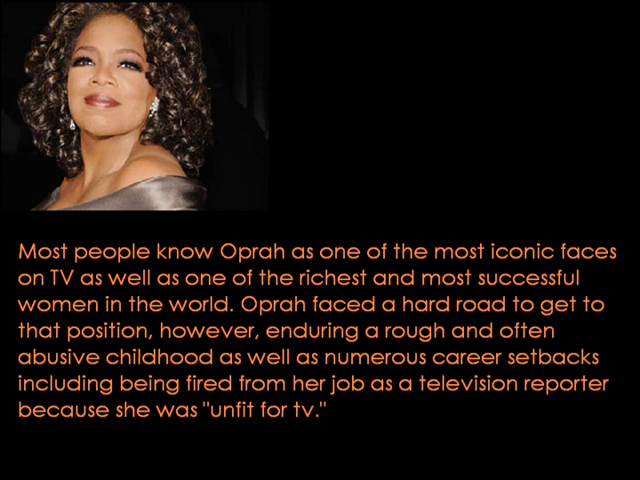 Most people know Oprah as one of the most iconic faces
on TV as well as one of the richest and most successful
women in the world. Oprah faced a hard road to get to
that position, however, enduring a rough and often
abusive childhood as well as numerous career setbacks
including being fired from her job as a television reporter
because she was "unfit for tv."